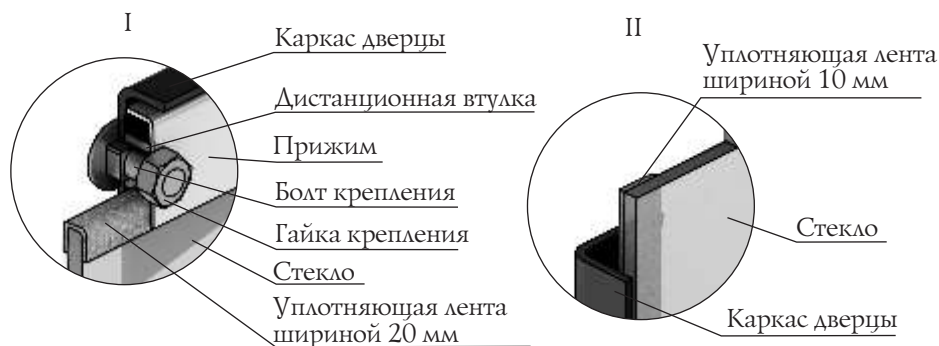 I
Каркас дверцы
Дистанционная втулка
Прижим
Болт крепления
Гайка крепления
Стекло
Уплотняющая лента
шириной 20 мм
II
Уплотняющая лента
шириной 10 мм
Стекло
Каркас дверцы